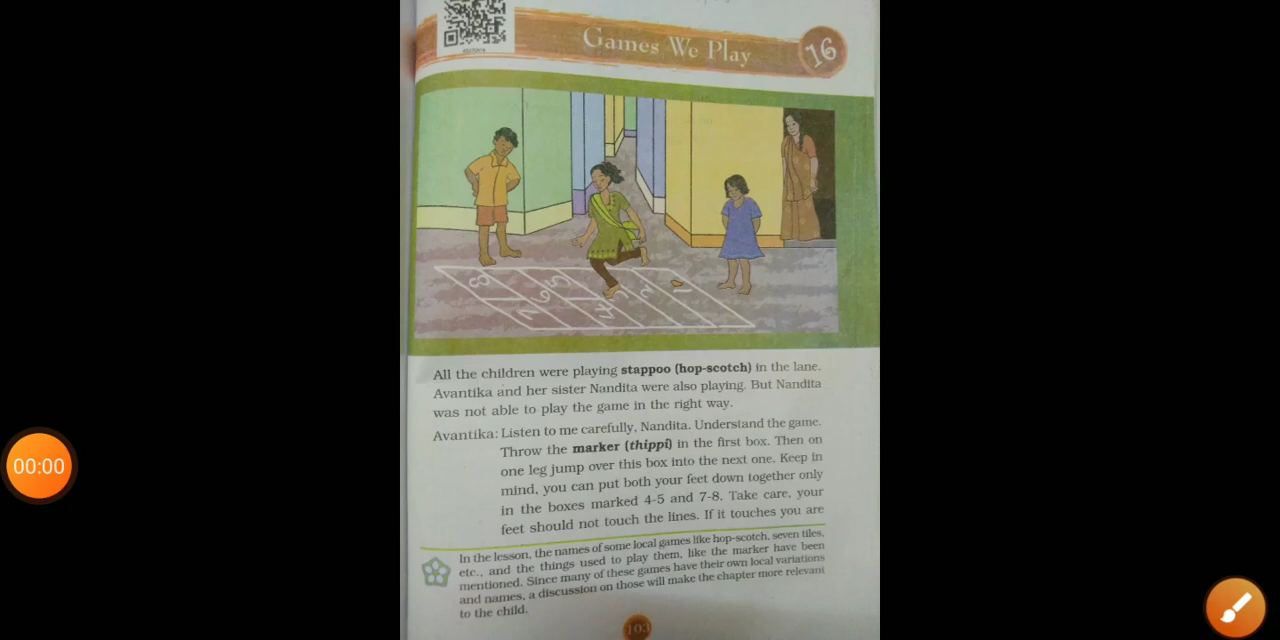 Games We Play
16
8
7
6
5
4
3
2
1
All the children were playing stappoo (hop-scotch) in the lane.
Avantika and her sister Nandita were also playing. But Nandita
was not able to play the game in the right way.
Avantika: Listen to me carefully, Nandita. Understand the game.
Throw the marker (thippi) in the first box. Then on
one leg jump over this box into the next one. Keep in
mind, you can put both your feet down together only
in the boxes marked 4-5 and 7-8. Take care, your
feet should not touch the lines. If it touches you are
In the lesson, the names of some local games like hop-scotch, seven tiles,
etc., and the things used to play them, like the marker have been
mentioned. Since many of these games have their own local variations
and names, a discussion on those will make the chapter more relevant
to the child.
103
00:00